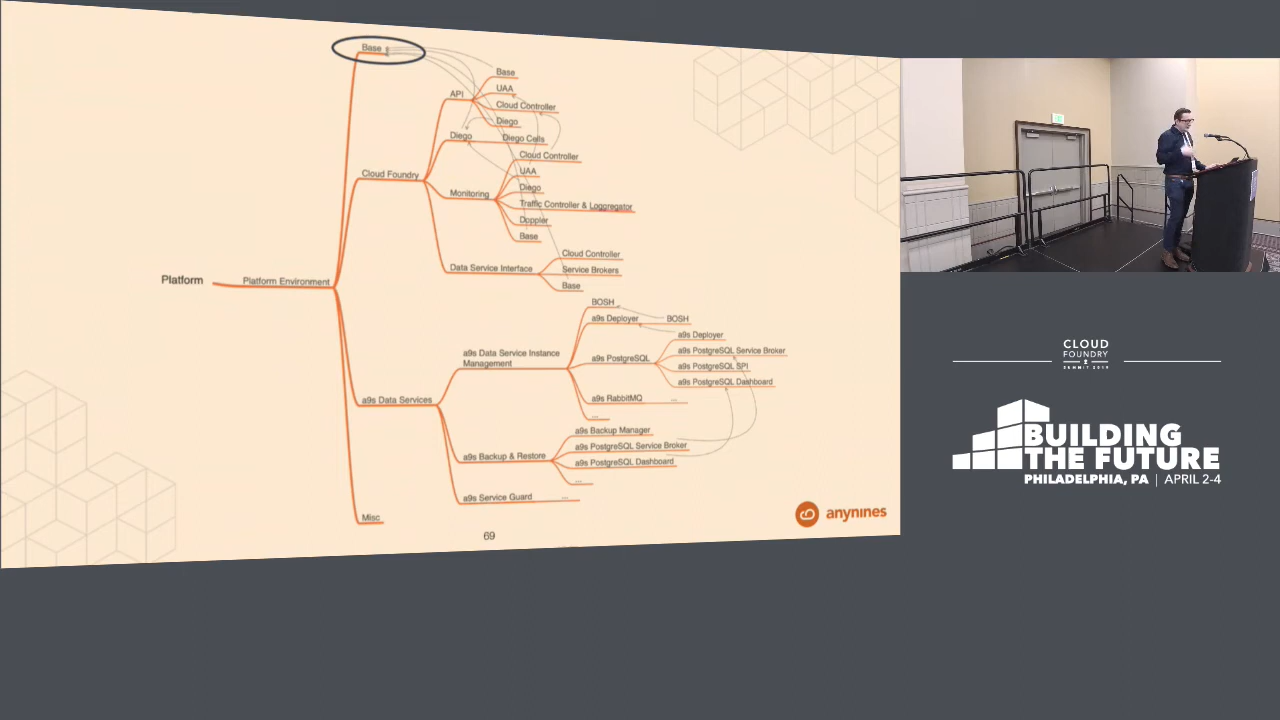 Base
Base
UAA
API
Cloud Controller
Diego
Diego
Diego Cells
Cloud Controller
Cloud Foundry
UAA
Diego
Monitoring
Traffic Controller & Loggregator
Doppler
Base
Cloud Controller
Data Service Interface
Service Brokers
Base
Platform
Platform Environment
BOSH
a9s Deployer
BOSH
a9s Deployer
a9s PostgreSQL Service Broker
a9s Data Service Instance
Management
a9s PostgreSQL
a9s PostgreSQL SPI
a9s PostgreSQL Dashboard
a9s RabbitMQ
...
...
a9s Data Services
a9s Backup Manager
a9s PostgreSQL Service Broker
a9s Backup & Restore
a9s PostgreSQL Dashboard
...
a9s Service Guard
...
Misc
69
anynines
CLOUD
FOUNDRY
SUMMIT 2019
BUILDING
THE FUTURE
PHILADELPHIA, PA | APRIL 2-4